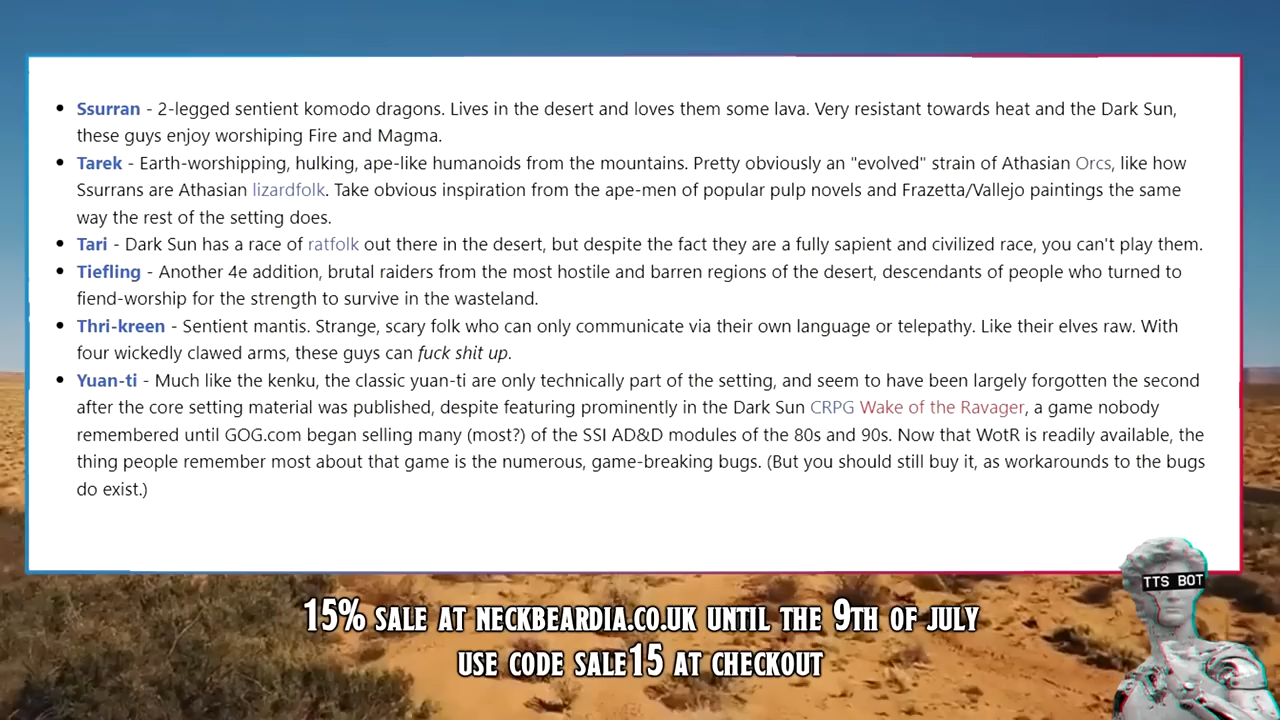 • Ssurran - 2-legged sentient komodo dragons. Lives in the desert and loves them some lava. Very resistant towards heat and the Dark Sun,
these guys enjoy worshiping Fire and Magma.
• Tarek - Earth-worshipping, hulking, ape-like humanoids from the mountains. Pretty obviously an "evolved" strain of Athasian Orcs, like how
Ssurrans are Athasian lizardfolk. Take obvious inspiration from the ape-men of popular pulp novels and Frazetta/Vallejo paintings the same
way the rest of the setting does.
• Tari - Dark Sun has a race of ratfolk out there in the desert, but despite the fact they are a fully sapient and civilized race, you can't play them.
• Tiefling - Another 4e addition, brutal raiders from the most hostile and barren regions of the desert, descendants of people who turned to
fiend-worship for the strength to survive in the wasteland.
• Thri-kreen - Sentient mantis. Strange, scary folk who can only communicate via their own language or telepathy. Like their elves raw. With
four wickedly clawed arms, these guys can fuck shit up.
• Yuan-ti - Much like the kenku, the classic yuan-ti are only technically part of the setting, and seem to have been largely forgotten the second
after the core setting material was published, despite featuring prominently in the Dark Sun CRPG Wake of the Ravager, a game nobody
remembered until GOG.com began selling many (most?) of the SSI AD&D modules of the 80s and 90s. Now that WotR is readily available, the
thing people remember most about that game is the numerous, game-breaking bugs. (But you should still buy it, as workarounds to the bugs
do exist.)
TTS BOT
15% SALE AT NECKBEARDIA.CO.UK UNTIL THE 9TH OF JULY
USE CODE SALE15 AT CHECKOUT